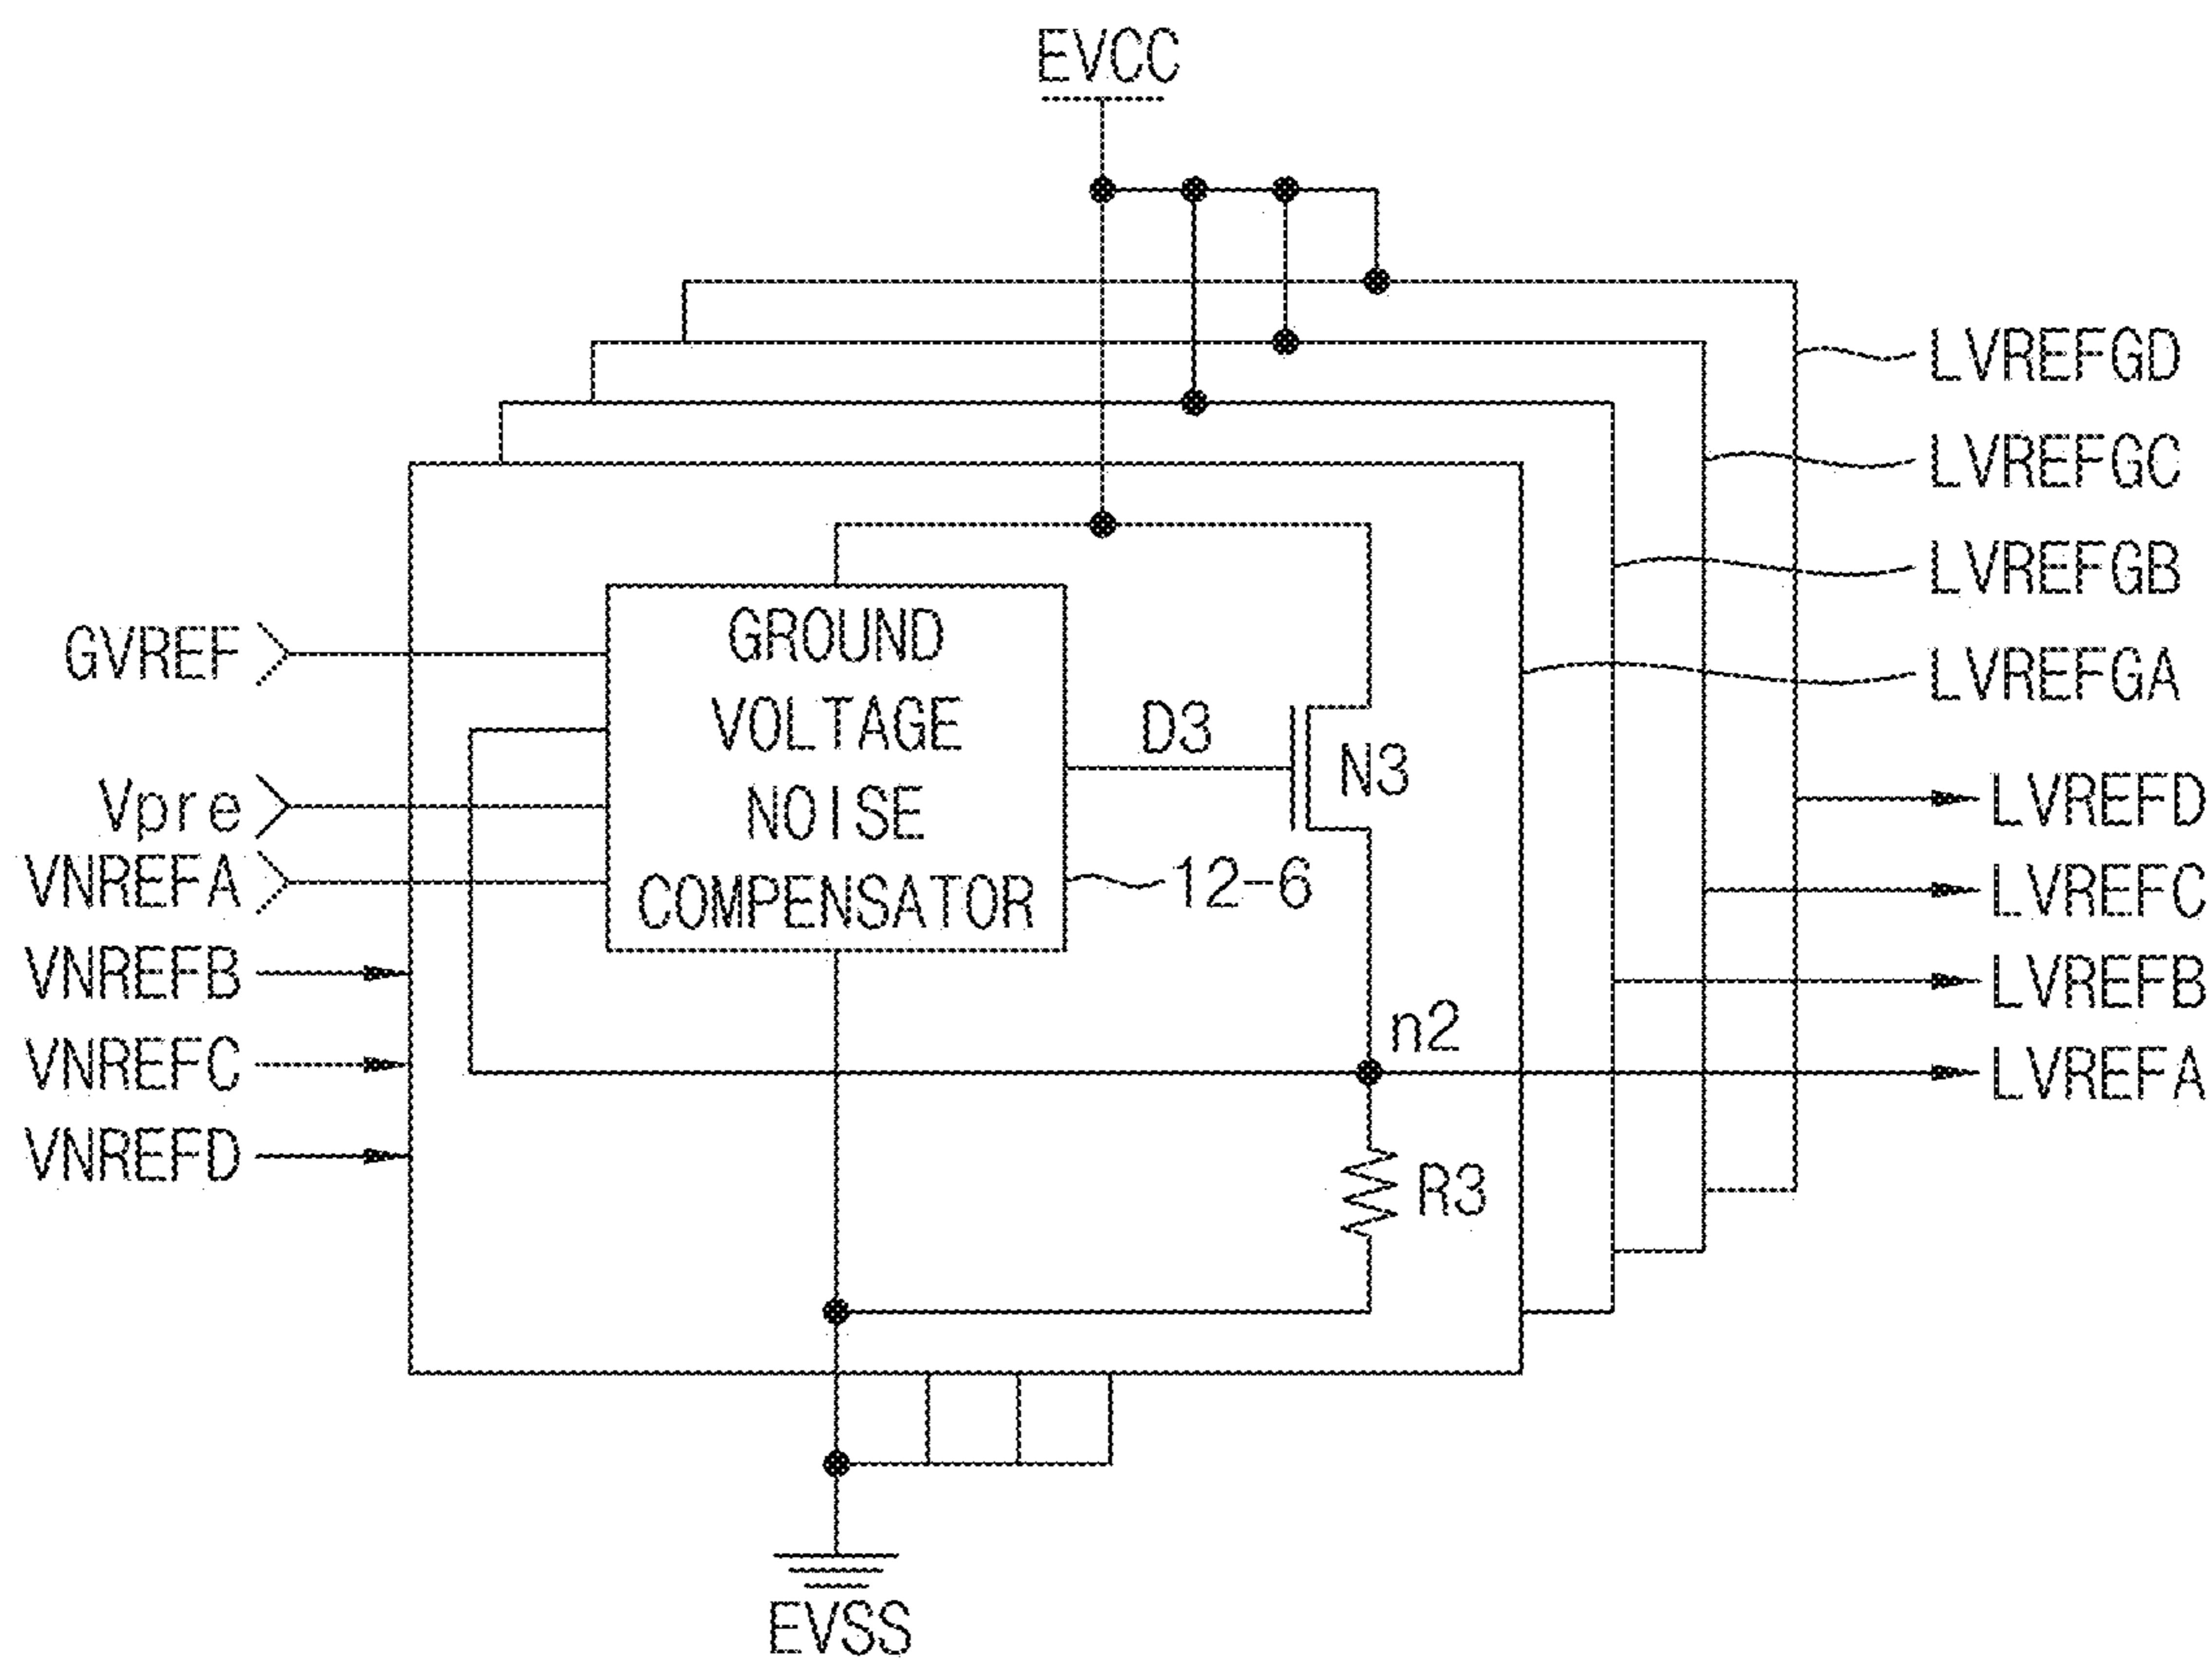 EVCC
LVREFGD
LVREFGC
LVREFGB
LVREFGA
GVREF
Vpre
VNREFA
VNREFB
VNREFC
VNREFD
GROUND
VOLTAGE
NOISE
COMPENSATOR
12-6
D3
N3
n2
R3
LVREFD
LVREFC
LVREFB
LVREFA
EVSS